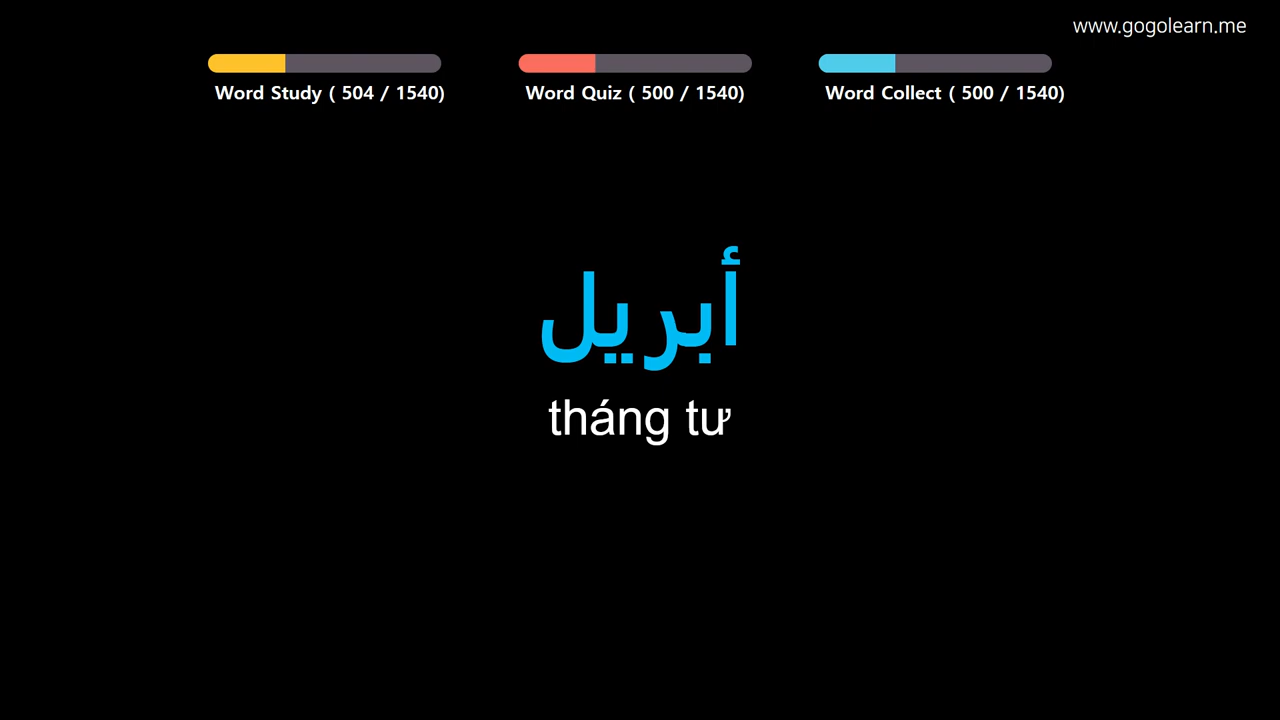 www.gogolearn.me
Word Study ( 504 / 1540)
Word Quiz ( 500 / 1540)
Word Collect ( 500 / 1540)
أبريل
tháng tư